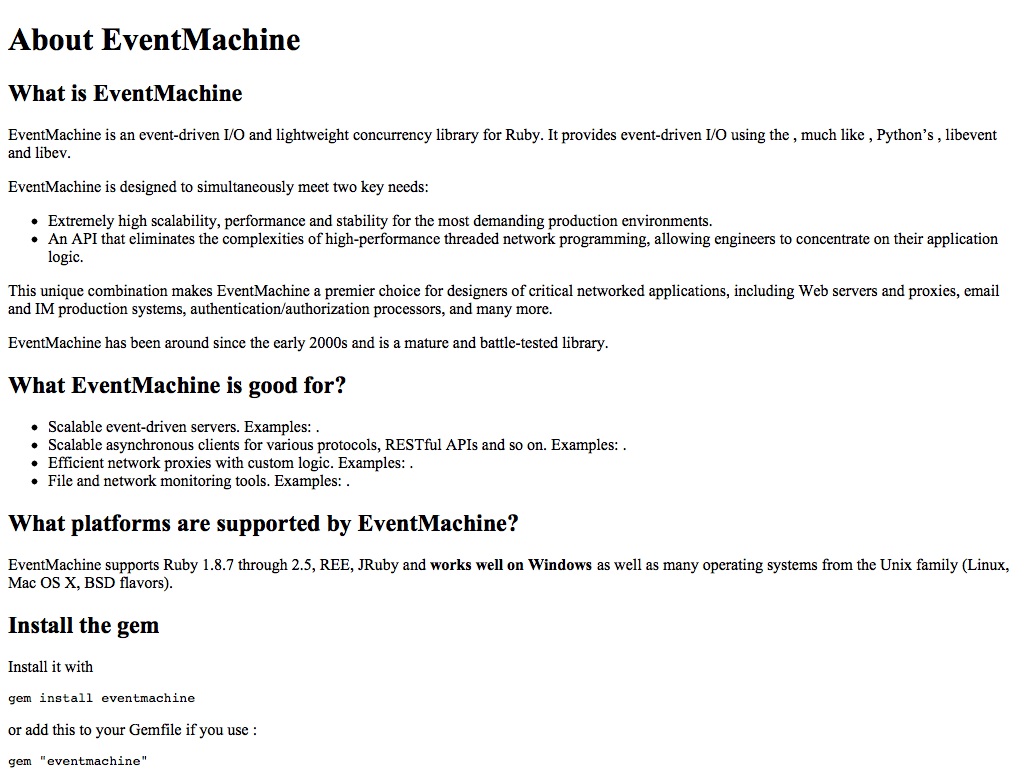 About EventMachine
What is EventMachine
EventMachine is an event-driven I/O and lightweight concurrency library for Ruby. It provides event-driven I/O using the , much like , Python’s , libevent
and libev.
EventMachine is designed to simultaneously meet two key needs:
• Extremely high scalability, performance and stability for the most demanding production environments.
• An API that eliminates the complexities of high-performance threaded network programming, allowing engineers to concentrate on their application
logic.
This unique combination makes EventMachine a premier choice for designers of critical networked applications, including Web servers and proxies, email
and IM production systems, authentication/authorization processors, and many more.
EventMachine has been around since the early 2000s and is a mature and battle-tested library.
What EventMachine is good for?
• Scalable event-driven servers. Examples: .
• Scalable asynchronous clients for various protocols, RESTful APIs and so on. Examples: .
• Efficient network proxies with custom logic. Examples: .
• File and network monitoring tools. Examples: .
What platforms are supported by EventMachine?
EventMachine supports Ruby 1.8.7 through 2.5, REE, JRuby and works well on Windows as well as many operating systems from the Unix family (Linux,
Mac OS X, BSD flavors).
Install the gem
Install it with
gem install eventmachine
or add this to your Gemfile if you use :
gem "eventmachine"